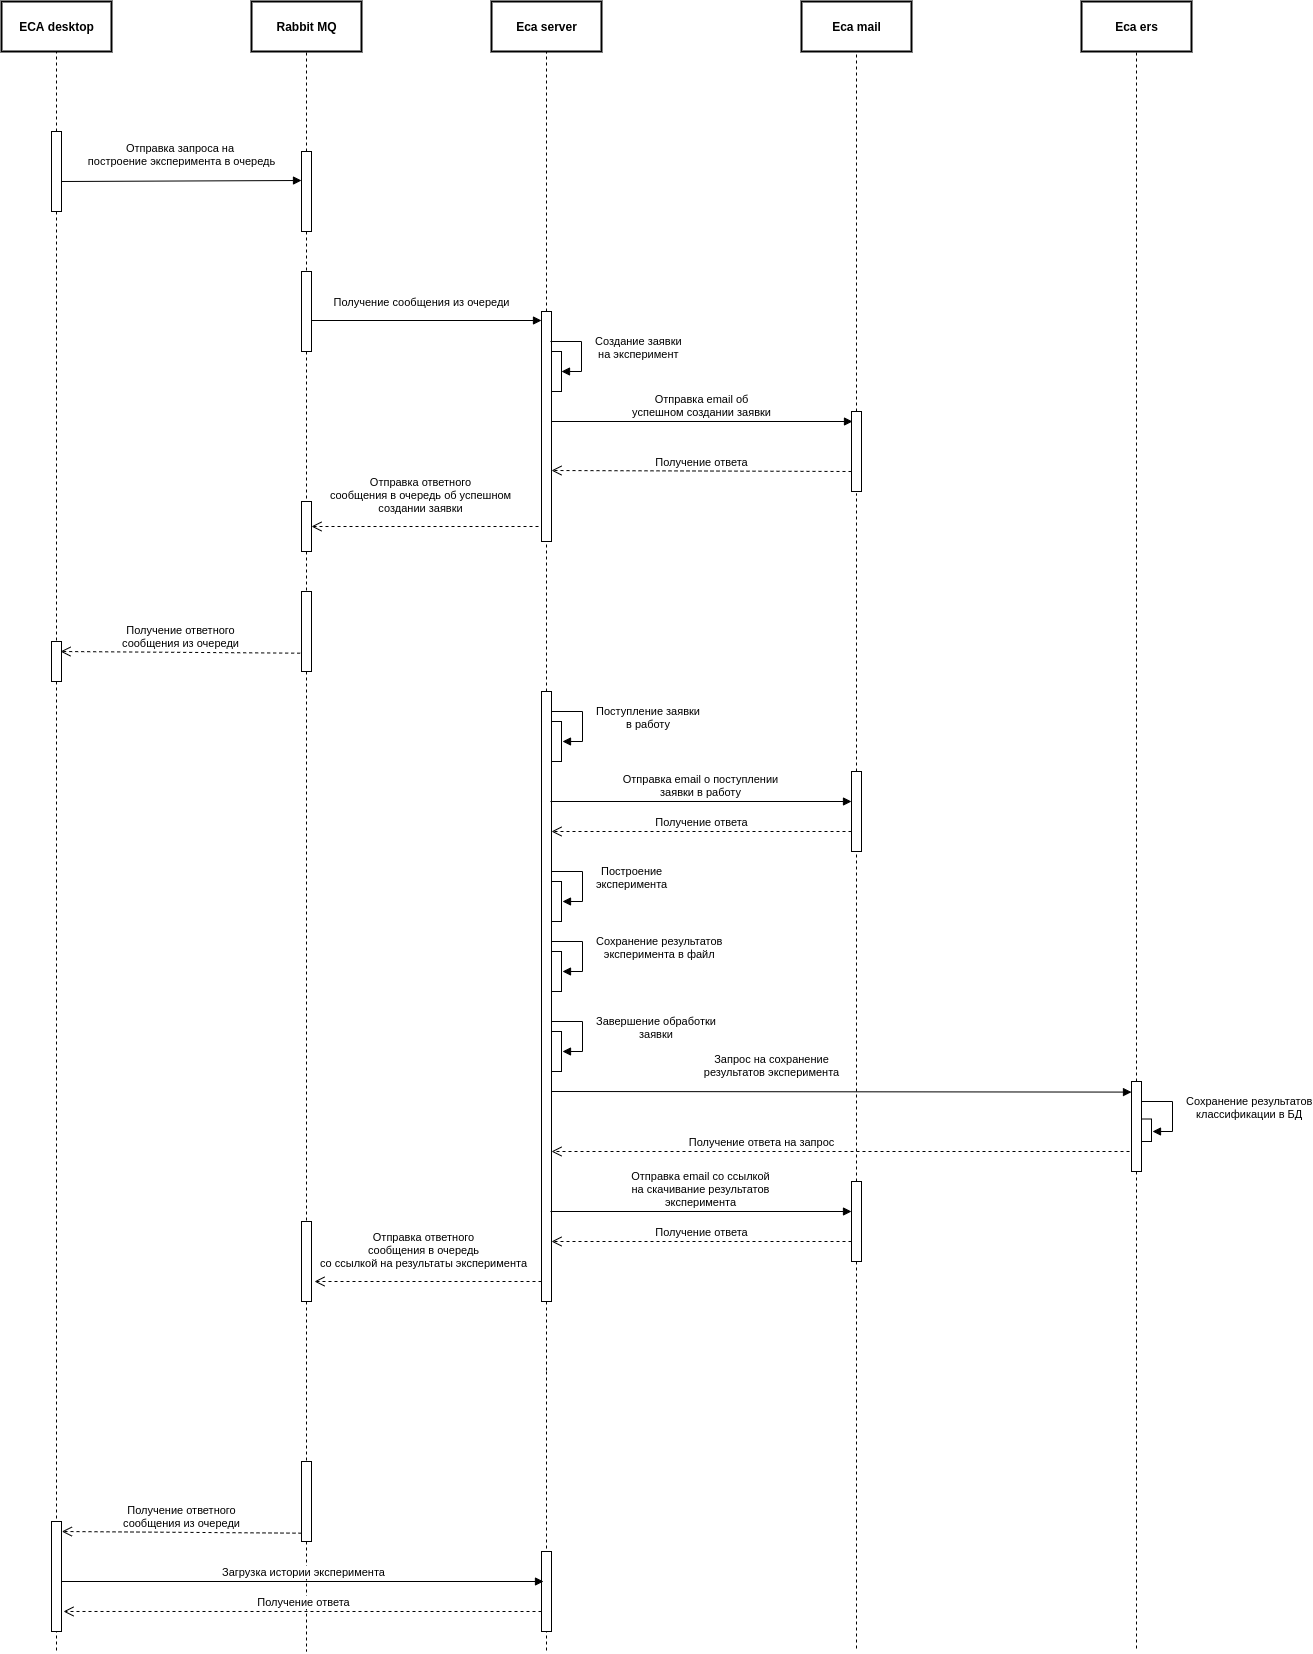 ECA desktop
Rabbit MQ
Eca server
Eca mail
Eca ers
Отправка запроса на
построение эксперимента в очередь
Получение сообщения из очереди
Создание заявки
на эксперимент
Отправка email об
успешном создании заявки
Получение ответа
Отправка ответного
сообщения в очередь об успешном
создании заявки
Получение ответного
сообщения из очереди
Поступление заявки
в работу
Отправка email о поступлении
заявки в работу
Получение ответа
Построение
эксперимента
Сохранение результатов
эксперимента в файл
Завершение обработки
заявки
Запрос на сохранение
результатов эксперимента
Сохранение результатов
классификации в БД
Получение ответа на запрос
Отправка email со ссылкой
на скачивание результатов
эксперимента
Получение ответа
Отправка ответного
сообщения в очередь
со ссылкой на результаты эксперимента
Получение ответного
сообщения из очереди
Загрузка истории эксперимента
Получение ответа